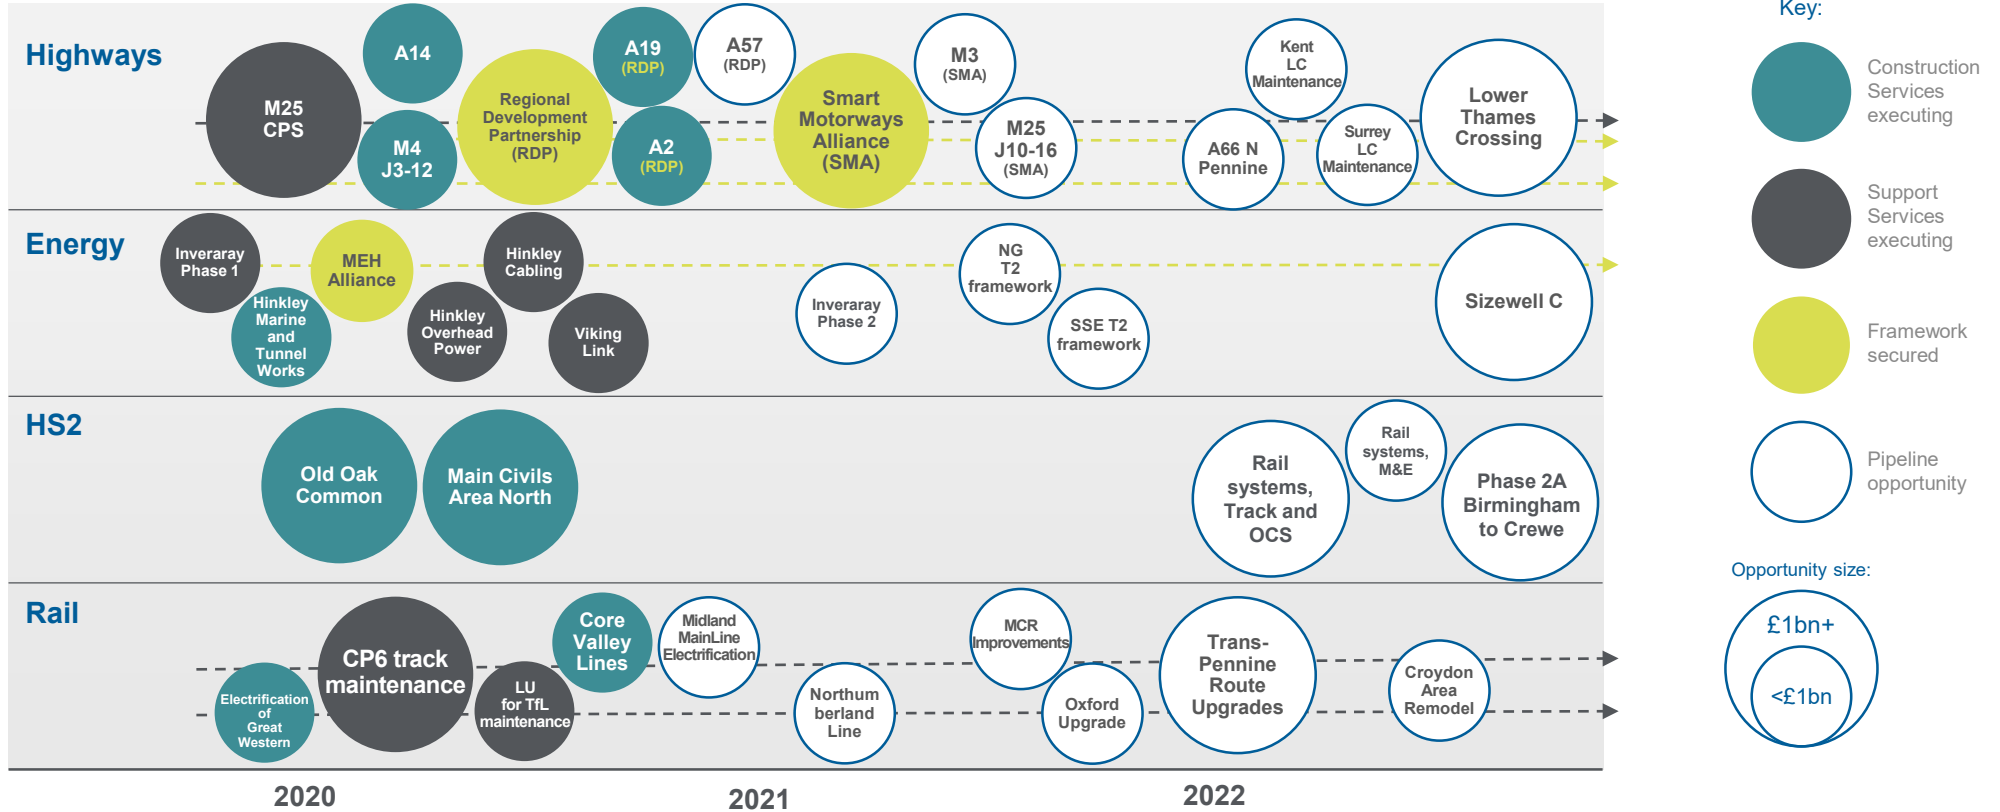 Highways
M25
CPS
A14
M4
J3-12
Regional
Development
Partnership
(RDP)
A19
(RDP)
A2
(RDP)
A57
(RDP)
Smart
Motorways
Alliance
(SMA)
M3
(SMA)
M25
J10-16
(SMA)
A66 N
Pennine
Kent
LC
Maintenance
Surrey
LC
Maintenance
Lower
Thames
Crossing
Energy
Inveraray
Phase 1
Hinkley
Marine
and
Tunnel
Works
MEH
Alliance
Hinkley
Overhead
Power
Hinkley
Cabling
Viking
Link
Inveraray
Phase 2
NG
T2
framework
SSE T2
framework
Sizewell C
HS2
Old Oak
Common
Main Civils
Area North
Rail
systems,
Track and
OCS
Rail
systems,
M&E
Phase 2A
Birmingham
to Crewe
Rail
Electrification
of
Great
Western
CP6 track
maintenance
LU
for TfL
maintenance
Core
Valley
Lines
Midland
MainLine
Electrification
Northum
berland
Line
MCR
Improvements
Oxford
Upgrade
Trans-
Pennine
Route
Upgrades
Croydon
Area
Remodel
2020
2021
2022
Key:
Construction
Services
executing
Support
Services
executing
Framework
secured
Pipeline
opportunity
Opportunity size:
£1bn+
<£1bn